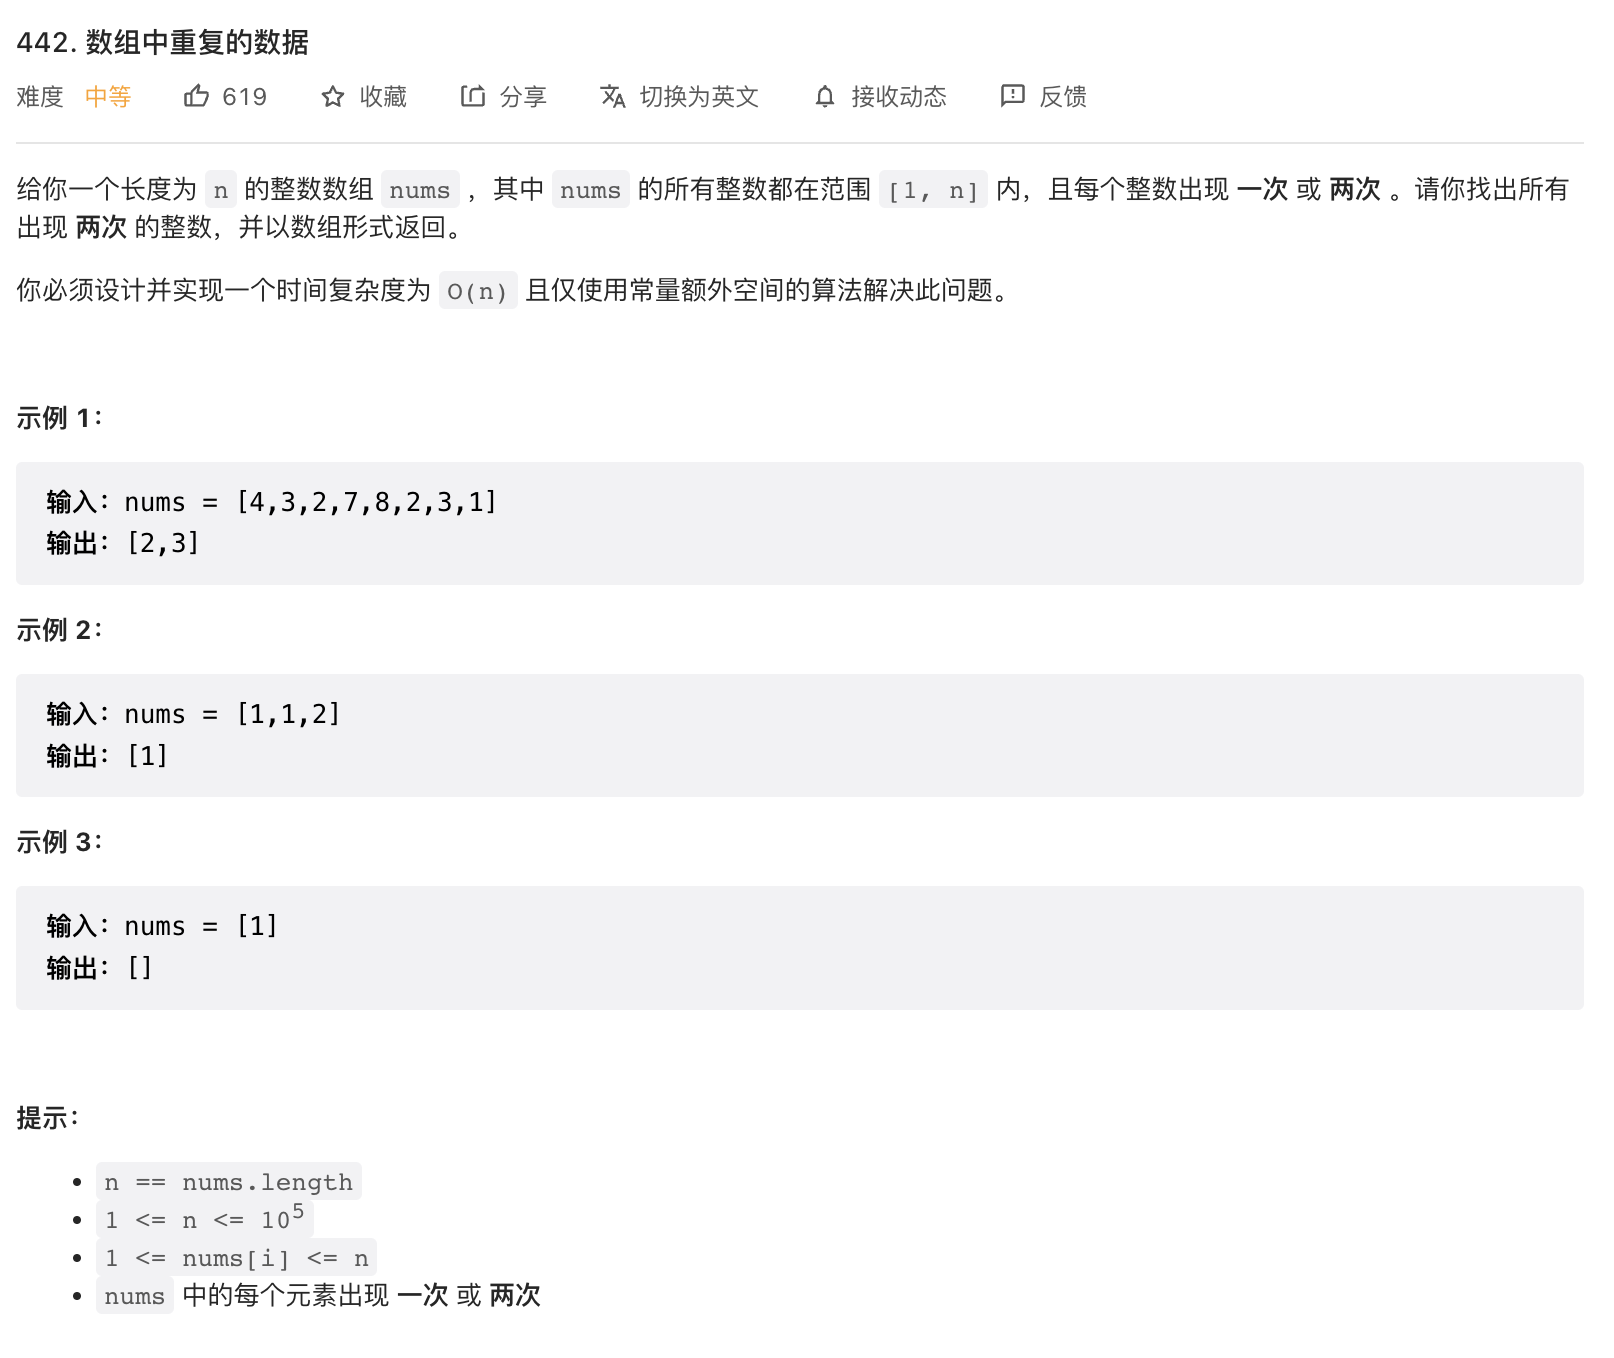 442. 数组中重复的数据
难度 中等 619 收藏 分享 切换为英文 接收动态 反馈
给你一个长度为 n 的整数数组 nums ，其中 nums 的所有整数都在范围 [1, n] 内，且每个整数出现 一次 或 两次 。请你找出所有
出现 两次 的整数，并以数组形式返回。
你必须设计并实现一个时间复杂度为 O(n) 且仅使用常量额外空间的算法解决此问题。
示例 1：
输入：nums = [4,3,2,7,8,2,3,1]
输出：[2,3]
示例 2：
输入：nums = [1,1,2]
输出：[1]
示例 3：
输入：nums = [1]
输出：[]
提示：
n == nums.length
1 <= n <= 10⁵
1 <= nums[i] <= n
nums 中的每个元素出现 一次 或 两次